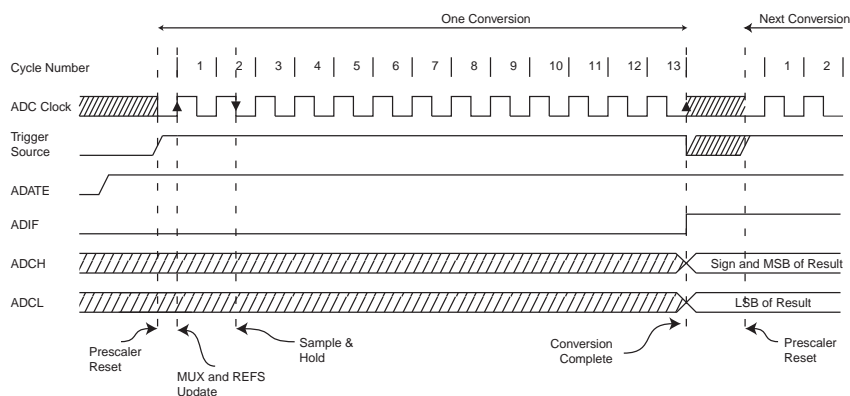 One Conversion
Next Conversion
Cycle Number
1 2 3 4 5 6 7 8 9 10 11 12 13 1 2
ADC Clock
Trigger
Source
ADATE
ADIF
ADCH
Sign and MSB of Result
ADCL
LSB of Result
Prescaler
Reset
MUX and REFS
Update
Sample &
Hold
Conversion
Complete
Prescaler
Reset